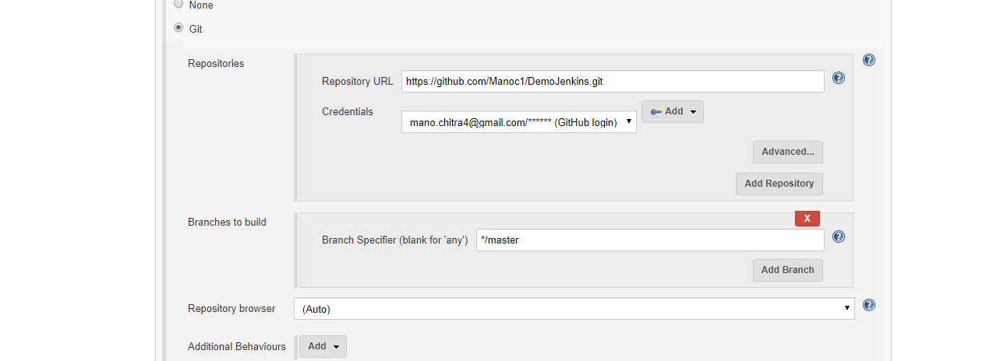 None
Git
Repositories
Repository URL https://github.com/Manoc1/DemoJenkins.git
Credentials mano.chitra4@gmail.com/****** (GitHub login) Add
Advanced...
Add Repository
Branches to build
X
Branch Specifier (blank for 'any') */master
Add Branch
Repository browser (Auto)
Additional Behaviours Add